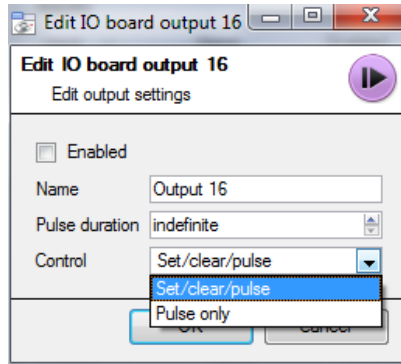 Edit IO board output 16
Edit IO board output 16
Edit output settings
Enabled
Name Output 16
Pulse duration indefinite
Control Set/clear/pulse
Set/clear/pulse
Pulse only